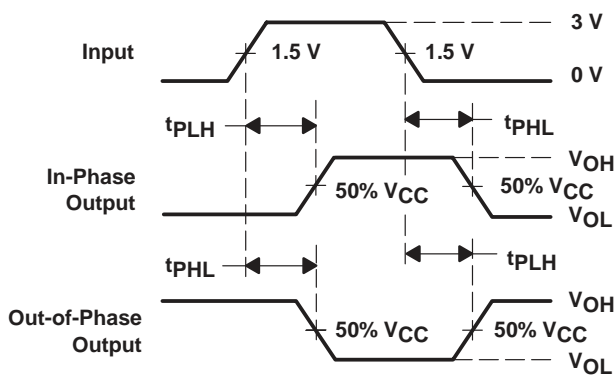 3 V
Input
1.5 V
1.5 V
0 V
tPLH
tPHL
VOH
In-Phase
Output
50% VCC
50% VCC
VOL
tPHL
tPLH
VOH
Out-of-Phase
Output
50% VCC
50% VCC
VOL